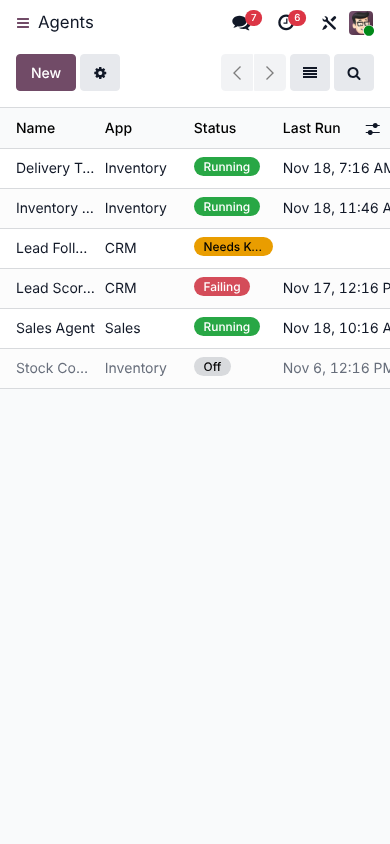 Agents 7 6
New
Name App Status Last Run
Delivery T... Inventory Running Nov 18, 7:16 AM
Inventory ... Inventory Running Nov 18, 11:46 A
Lead Foll... CRM Needs K...
Lead Scor... CRM Failing Nov 17, 12:16 P
Sales Agent Sales Running Nov 18, 10:16 A
Stock Co... Inventory Off Nov 6, 12:16 PM